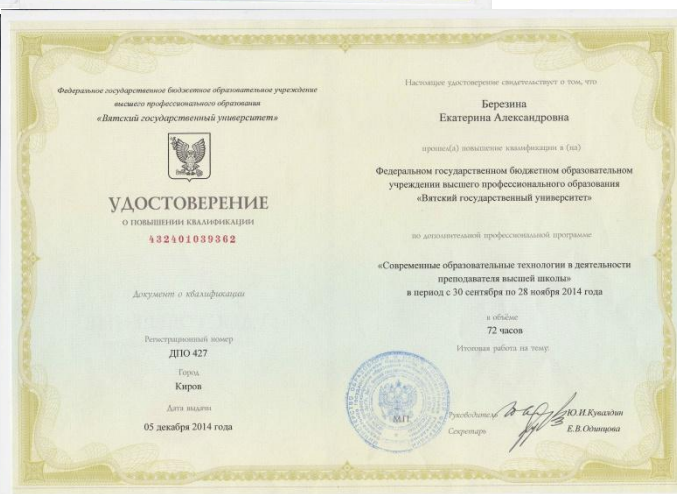 Федеральное государственное бюджетное образовательное учреждение
высшего профессионального образования
«Вятский государственный университет»
УДОСТОВЕРЕНИЕ
О ПОВЫШЕНИИ КВАЛИФИКАЦИИ
432401039362
Документ о квалификации
Регистрационный номер
ДПО 427
Город
Киров
Дата выдачи
05 декабря 2014 года
Настоящее удостоверение свидетельствует о том, что
Березина
Екатерина Александровна
прошел(а) повышение квалификации в (на)
Федеральном государственном бюджетном образовательном
учреждении высшего профессионального образования
«Вятский государственный университет»
по дополнительной профессиональной программе
«Современные образовательные технологии в деятельности
преподавателя высшей школы»
в период с 30 сентября по 28 ноября 2014 года
в объёме
72 часов
Итоговая работа на тему:
МП
Руководитель Ю.И.Кувалдин
Секретарь Е.В.Одинцова